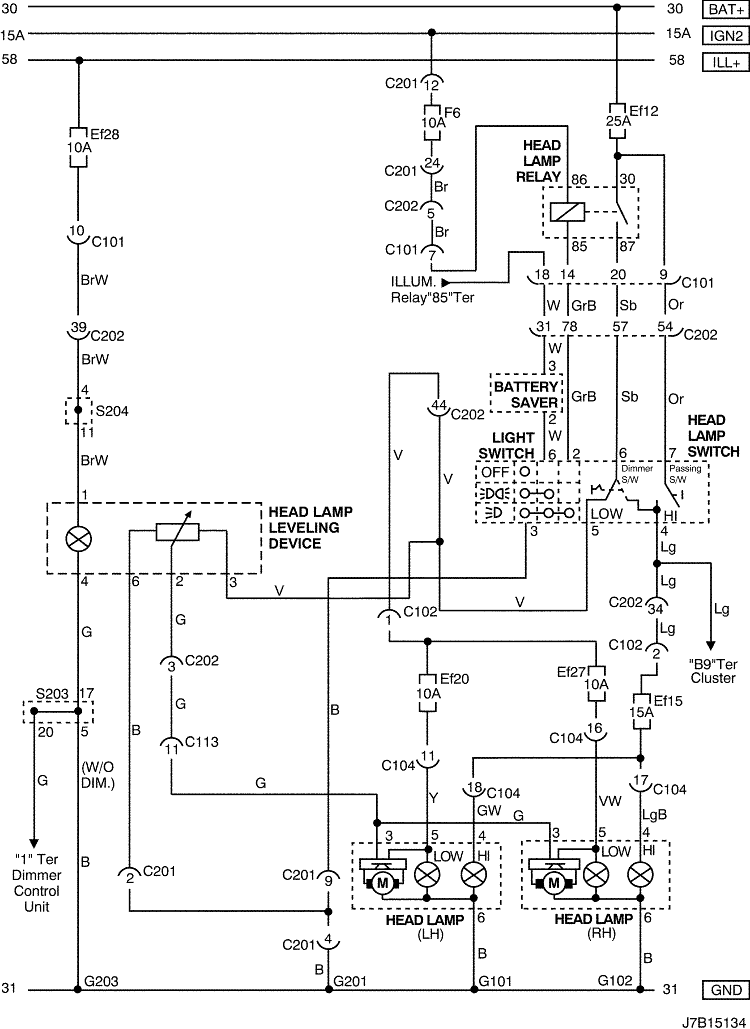 30 30 BAT+
15A 15A IGN2
58 58 ILL+
C201 12
Ef28
10A
F6
10A
Ef12
25A
HEAD
LAMP
RELAY
86 30
85 87
C201 24
Br
C202 5
Br
C101 7
10 C101
BrW
ILLUM.
Relay"85"Ter
18 14 20 9 C101
W GrB Sb Or
31 78 57 54 C202
39 C202
BrW
W
3
BATTERY
SAVER
2
W
GrB Sb Or
4
S204
11
44 C202
V
V
BrW
LIGHT
SWITCH
HEAD
LAMP
SWITCH
6 2 6 7
OFF
Dimmer
S/W
Passing
S/W
LOW HI
3 5 4
1
HEAD LAMP
LEVELING
DEVICE
4 6 2 3
V
V
Lg
Lg
C202 34
Lg
Lg
C102 2
"B9"Ter
Cluster
C102
1
G
G
3 C202
G
11 C113
S203 17
20 5
B
B
(W/O
DIM.)
G
G
Ef20
10A
Ef27
10A
Ef15
15A
16
C104
11
C104
18 C104
17 C104
Y GW G VW LgB
"1" Ter
Dimmer
Control
Unit
B
C201
2
C201
9
3 5 4
LOW HI
M
3 5 4
LOW HI
M
HEAD LAMP
(LH)
6
HEAD LAMP
(RH)
6
C201 4
B
B
B
31 G203 G201 G101 G102 31 GND
J7B15134